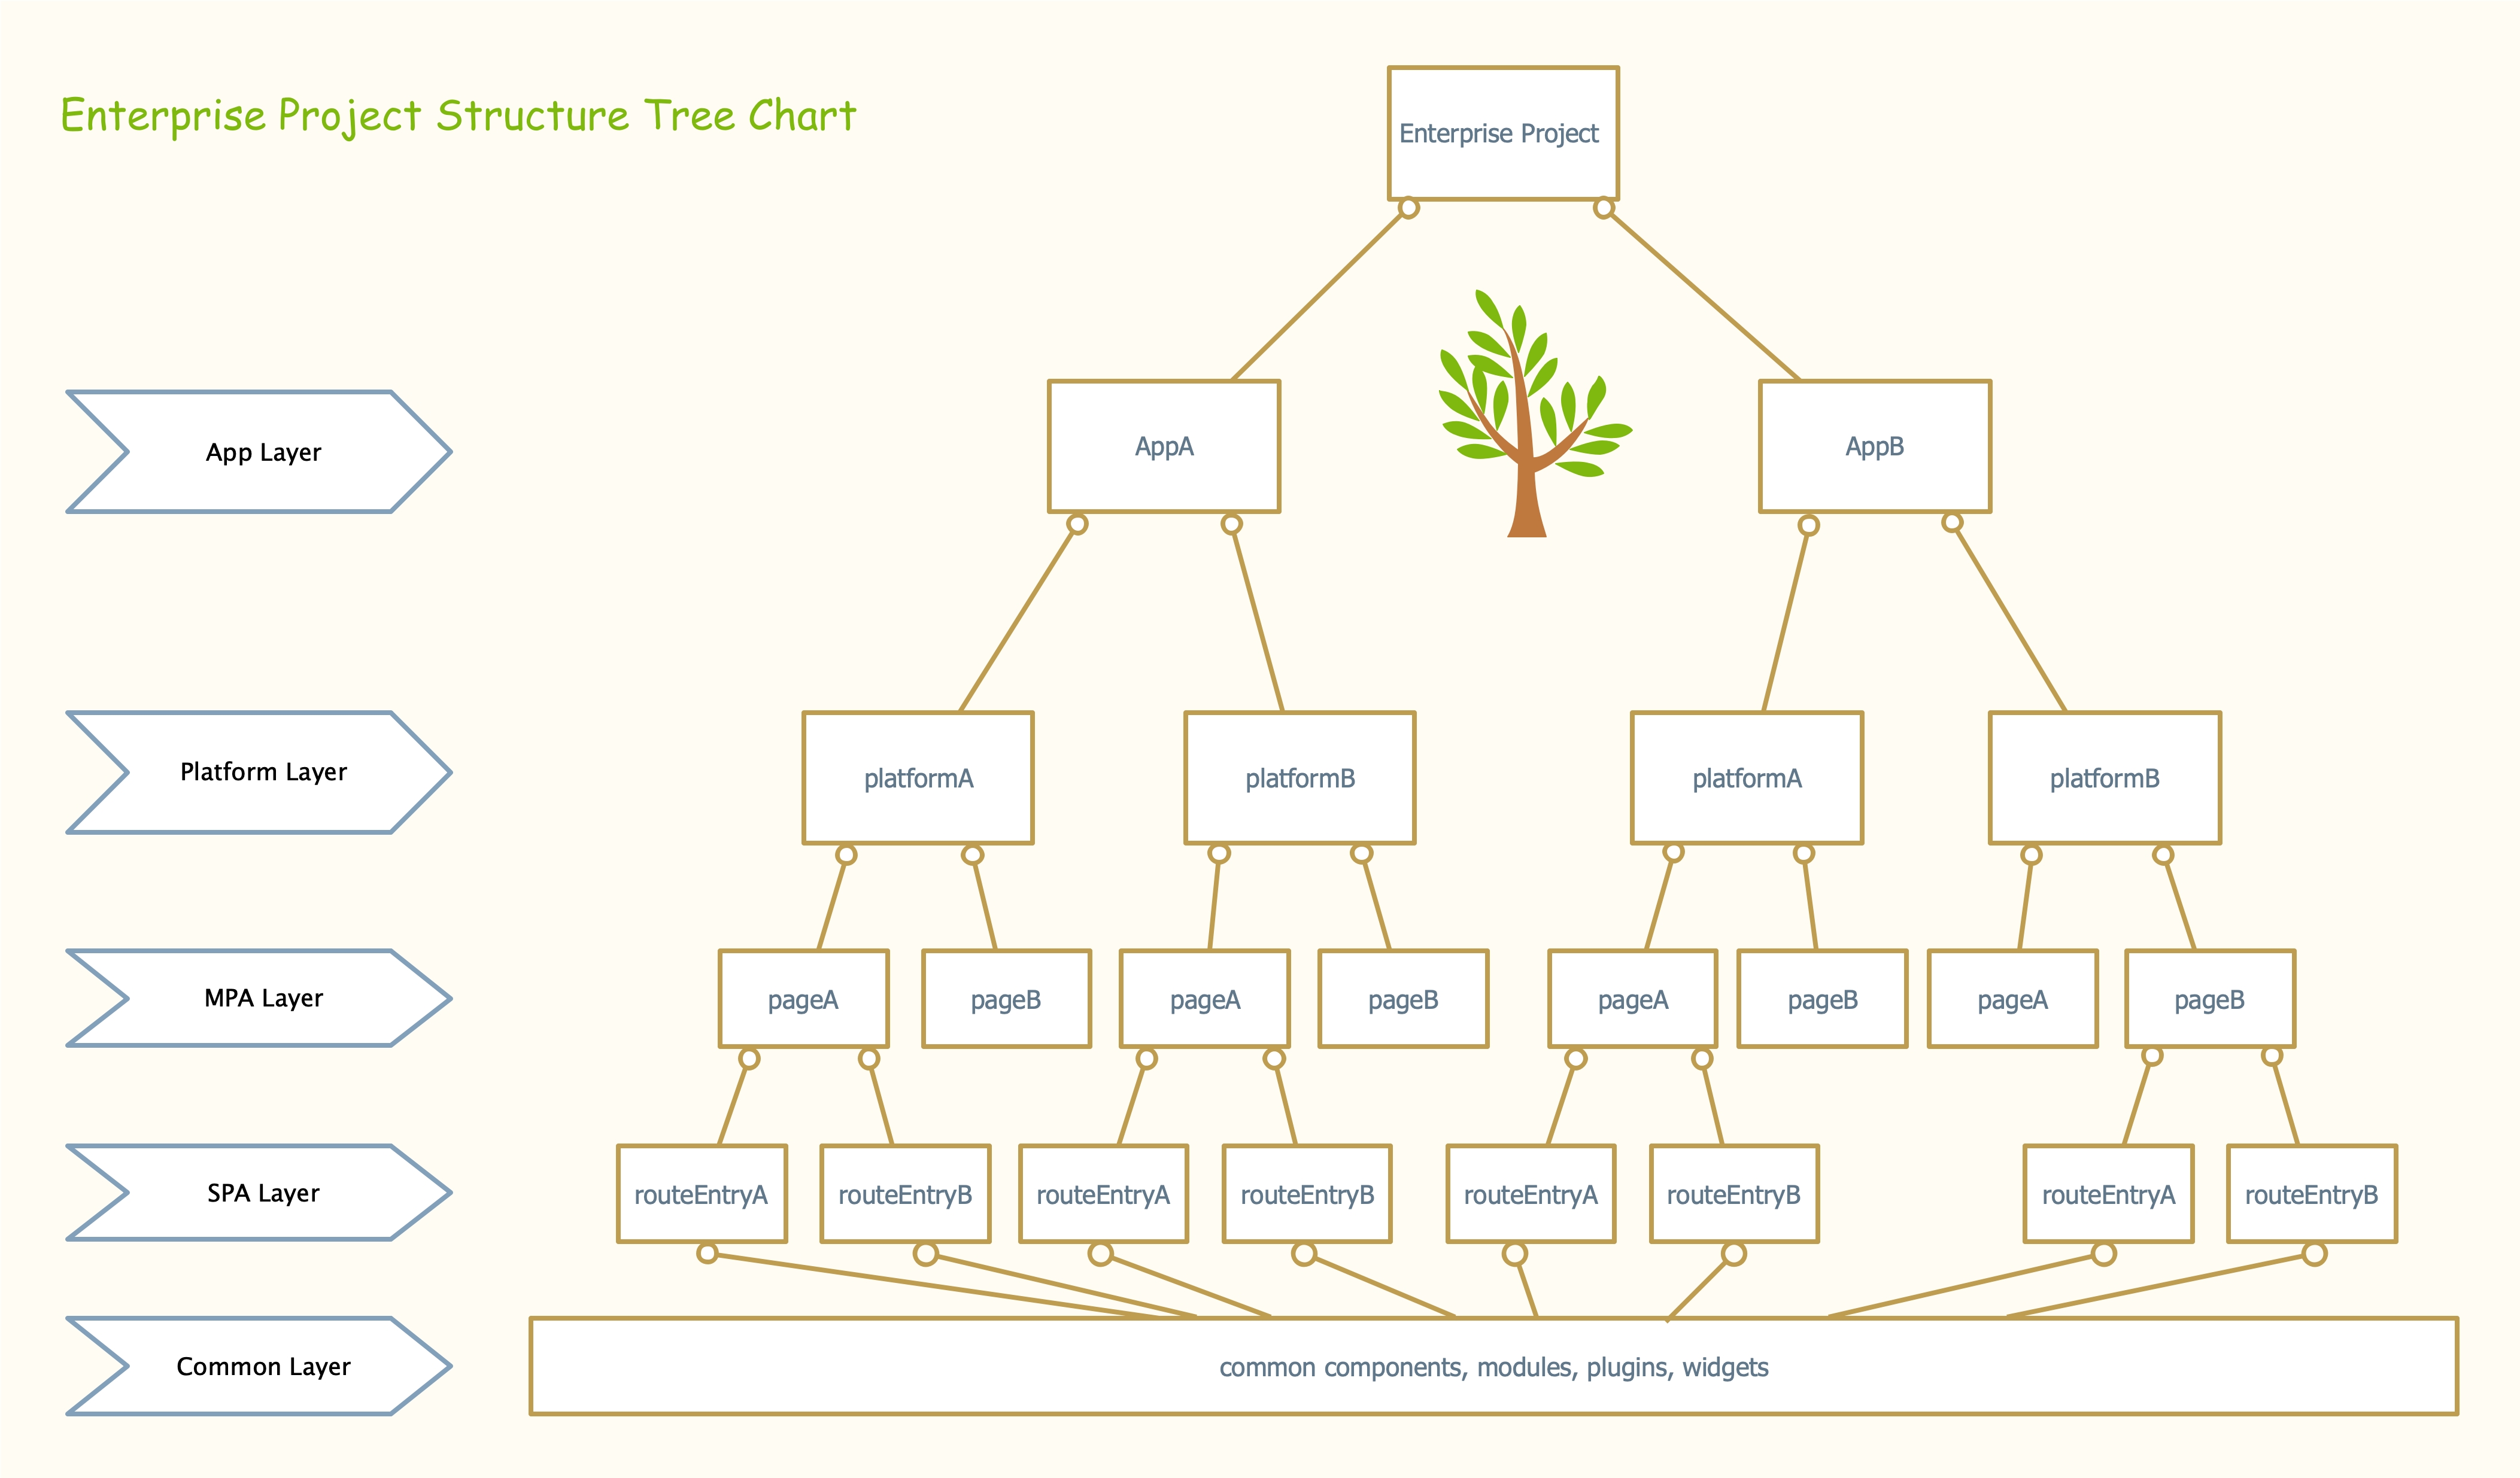 Enterprise Project Structure Tree Chart
Enterprise Project
App Layer
AppA
AppB
Platform Layer
platformA
platformB
platformA
platformB
MPA Layer
pageA
pageB
pageA
pageB
pageA
pageB
pageA
pageB
SPA Layer
routeEntryA
routeEntryB
routeEntryA
routeEntryB
routeEntryA
routeEntryB
routeEntryA
routeEntryB
Common Layer
common components, modules, plugins, widgets